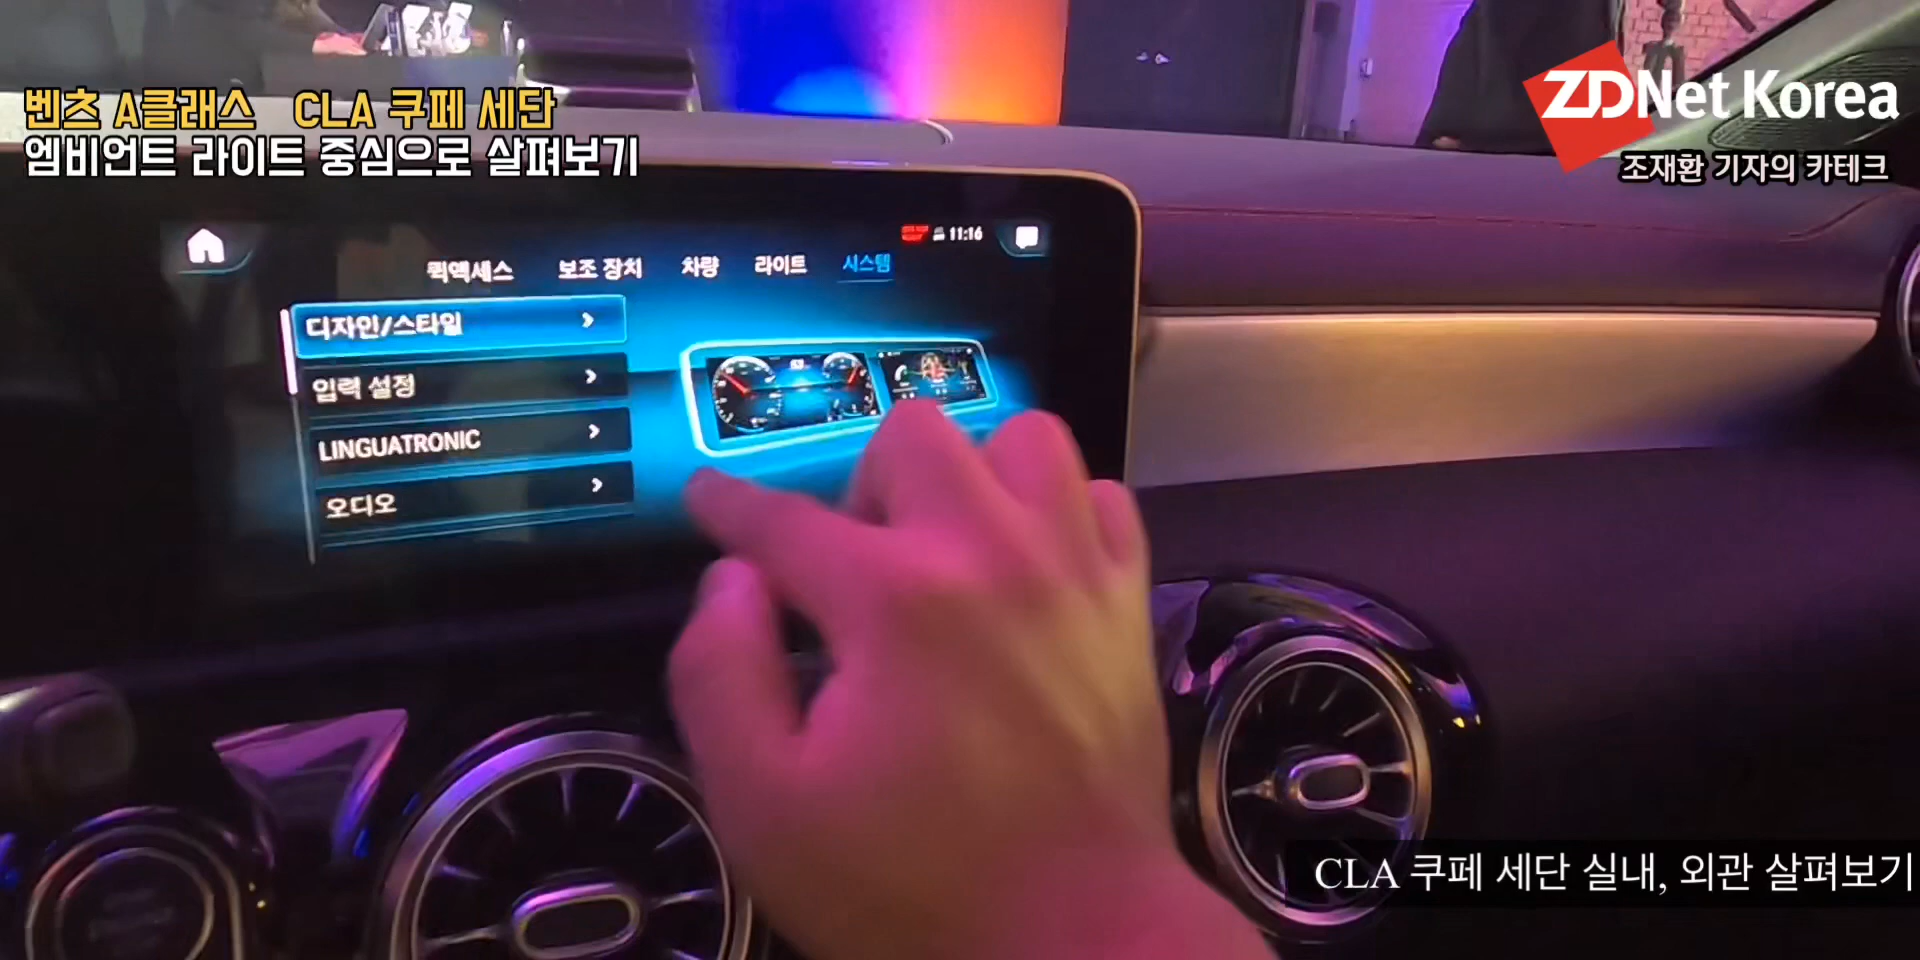 벤츠 A클래스 CLA 쿠페 세단
엠비언트 라이트 중심으로 살펴보기
ZDNet Korea
조재환 기자의 카테크
11:16
퀵액세스 보조 장치 차량 라이트 시스템
디자인/스타일
입력 설정
LINGUATRONIC
오디오
CLA 쿠페 세단 실내, 외관 살펴보기